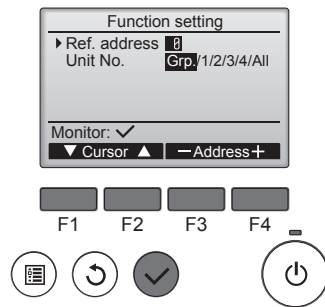 Function setting
Ref. address 0
Unit No. Grp./1/2/3/4/All
Monitor: ✓
▼ Cursor ▲ −Address+
F1 F2 F3 F4